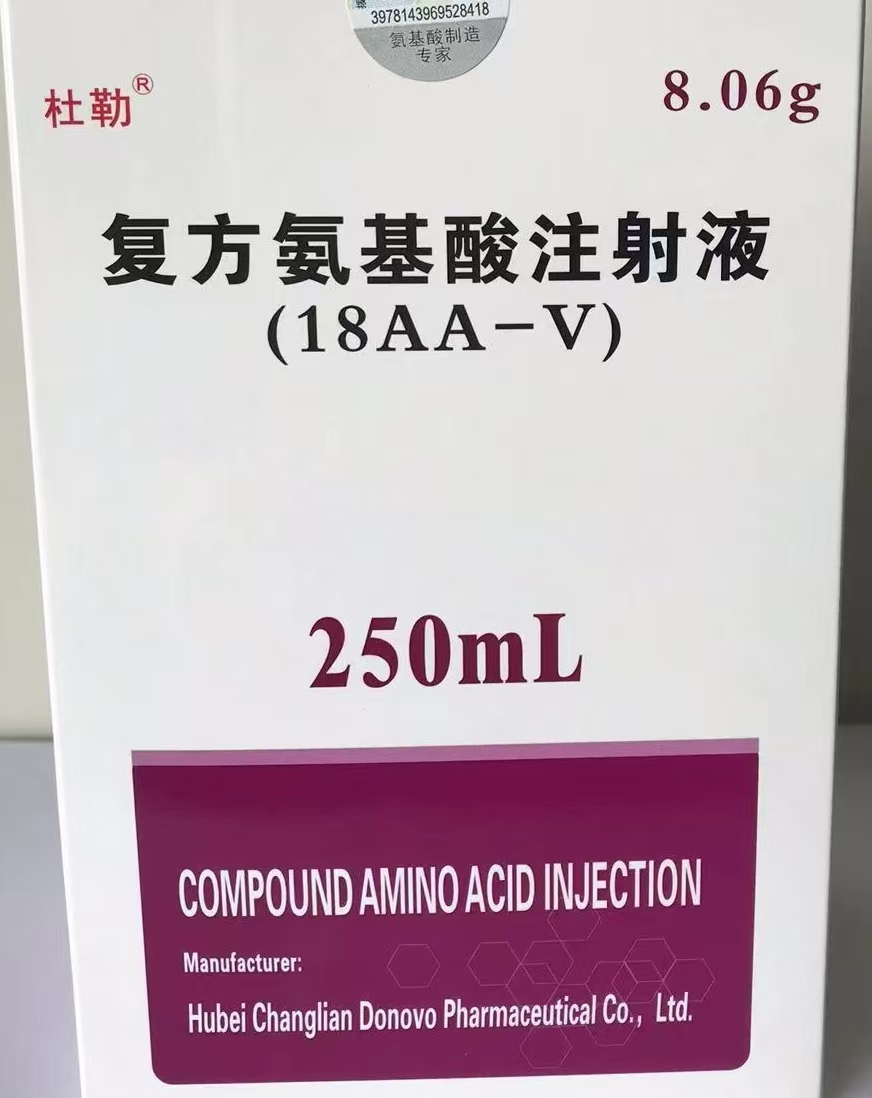 3978143969528418
氨基酸制造
专家
杜勒®
8.06g
复方氨基酸注射液
(18AA-V)
250mL
COMPOUND AMINO ACID INJECTION
Manufacturer:
Hubei Changlian Donovo Pharmaceutical Co., Ltd.